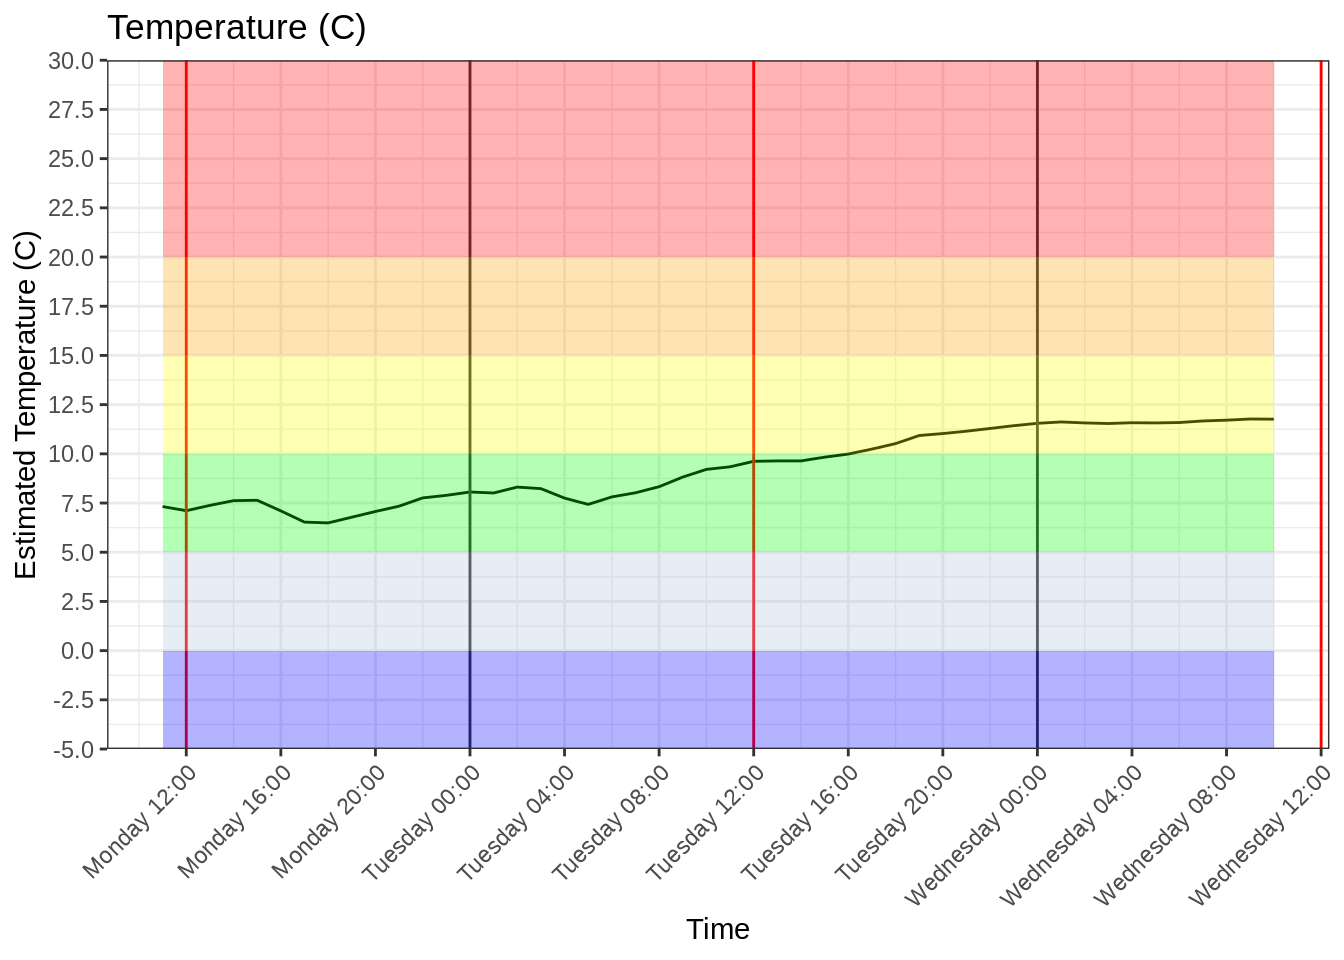 Temperature (C)
30.0
27.5
25.0
22.5
20.0
17.5
15.0
12.5
10.0
7.5
5.0
2.5
0.0
-2.5
-5.0
Estimated Temperature (C)
Monday 12:00
Monday 16:00
Monday 20:00
Tuesday 00:00
Tuesday 04:00
Tuesday 08:00
Tuesday 12:00
Tuesday 16:00
Tuesday 20:00
Wednesday 00:00
Wednesday 04:00
Wednesday 08:00
Wednesday 12:00
Time